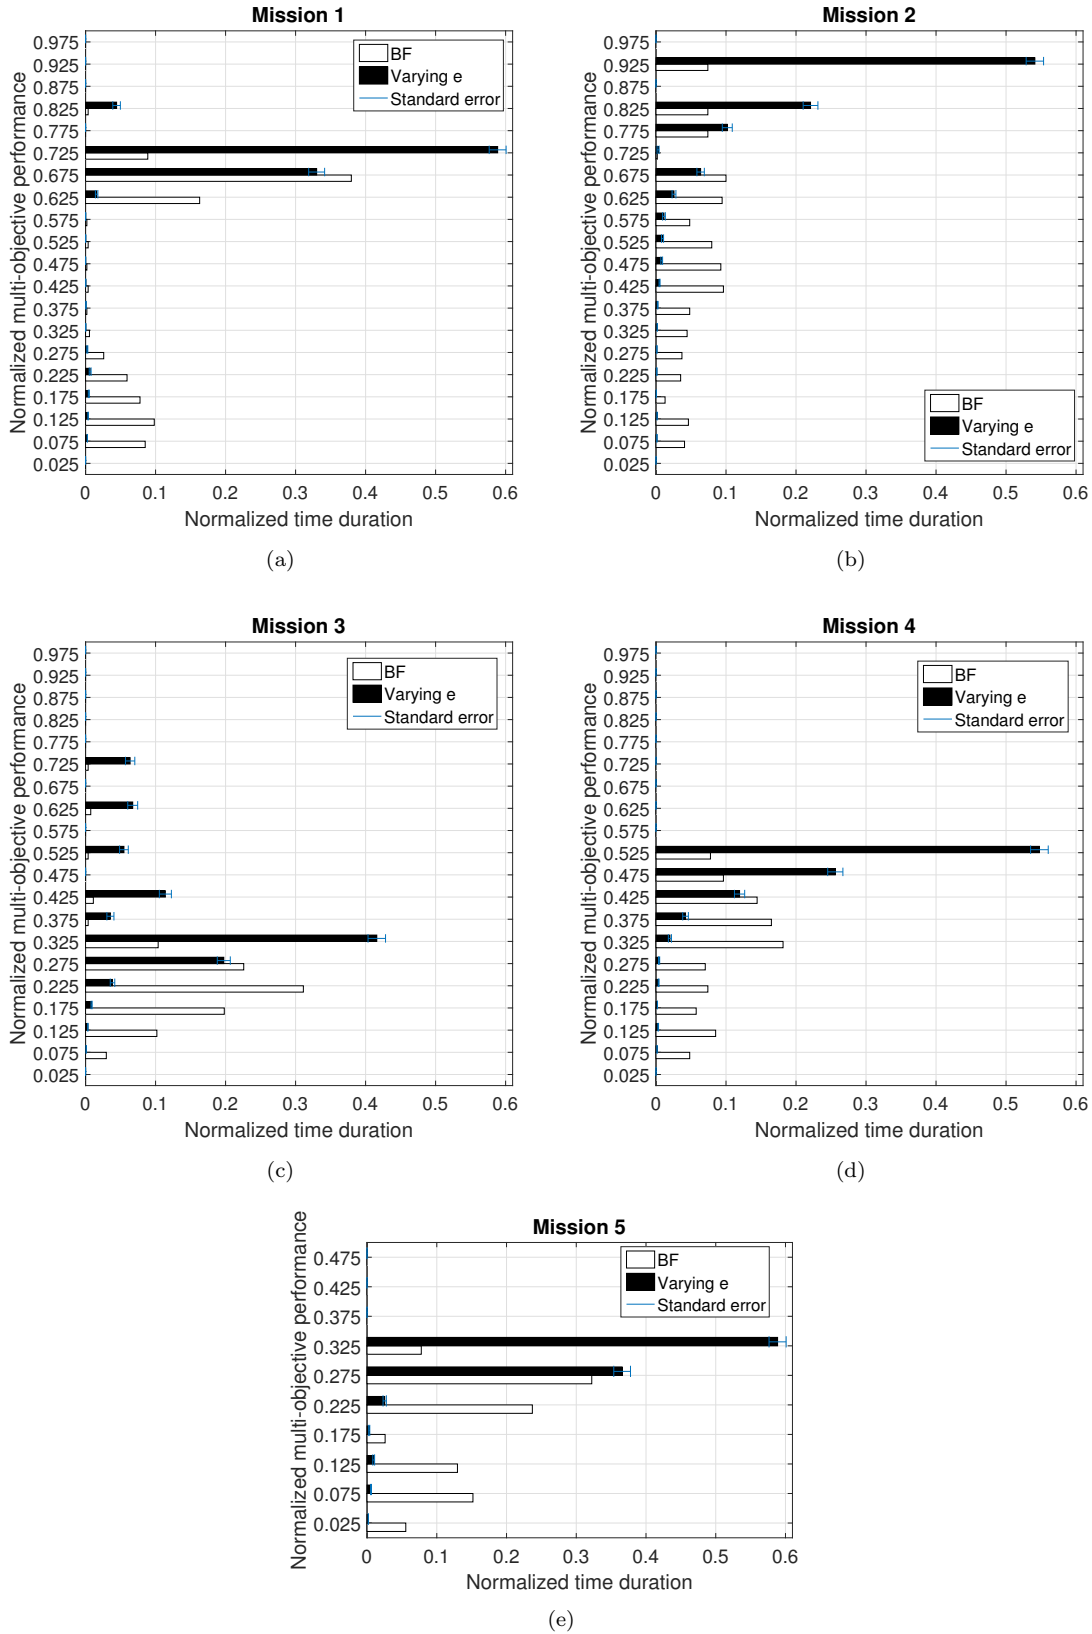 Mission 1
Normalized multi-objective performance
0.975
0.925
0.875
0.825
0.775
0.725
0.675
0.625
0.575
0.525
0.475
0.425
0.375
0.325
0.275
0.225
0.175
0.125
0.075
0.025
BF
Varying e
Standard error
0 0.1 0.2 0.3 0.4 0.5 0.6
Normalized time duration
(a)
Mission 2
Normalized multi-objective performance
0.975
0.925
0.875
0.825
0.775
0.725
0.675
0.625
0.575
0.525
0.475
0.425
0.375
0.325
0.275
0.225
0.175
0.125
0.075
0.025
BF
Varying e
Standard error
0 0.1 0.2 0.3 0.4 0.5 0.6
Normalized time duration
(b)
Mission 3
Normalized multi-objective performance
0.975
0.925
0.875
0.825
0.775
0.725
0.675
0.625
0.575
0.525
0.475
0.425
0.375
0.325
0.275
0.225
0.175
0.125
0.075
0.025
BF
Varying e
Standard error
0 0.1 0.2 0.3 0.4 0.5 0.6
Normalized time duration
(c)
Mission 4
Normalized multi-objective performance
0.975
0.925
0.875
0.825
0.775
0.725
0.675
0.625
0.575
0.525
0.475
0.425
0.375
0.325
0.275
0.225
0.175
0.125
0.075
0.025
BF
Varying e
Standard error
0 0.1 0.2 0.3 0.4 0.5 0.6
Normalized time duration
(d)
Mission 5
Normalized multi-objective performance
0.475
0.425
0.375
0.325
0.275
0.225
0.175
0.125
0.075
0.025
BF
Varying e
Standard error
0 0.1 0.2 0.3 0.4 0.5 0.6
Normalized time duration
(e)